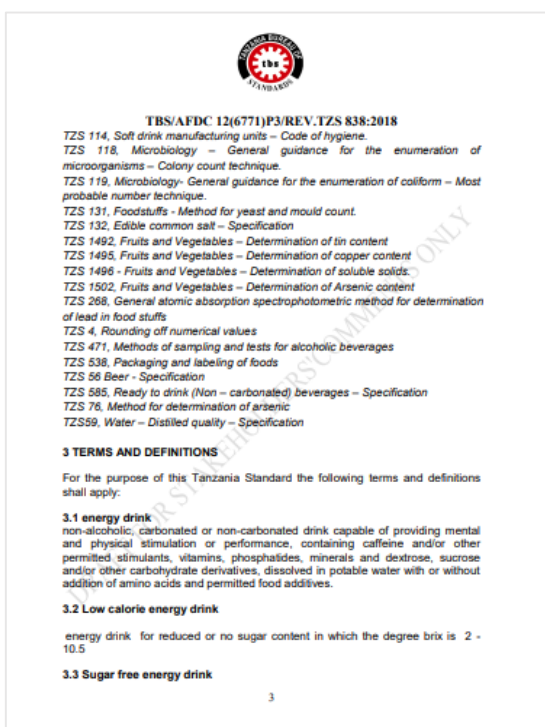 TANZANIA BUREAU OF
tbs
STANDARDS
TBS/AFDC 12(6771)P3/REV.TZS 838:2018
TZS 114, Soft drink manufacturing units – Code of hygiene.
TZS 118, Microbiology – General guidance for the enumeration of
microorganisms – Colony count technique.
TZS 119, Microbiology- General guidance for the enumeration of coliform – Most
probable number technique.
TZS 131, Foodstuffs - Method for yeast and mould count.
TZS 132, Edible common salt – Specification
TZS 1492, Fruits and Vegetables – Determination of tin content
TZS 1495, Fruits and Vegetables – Determination of copper content
TZS 1496 - Fruits and Vegetables – Determination of soluble solids.
TZS 1502, Fruits and Vegetables – Determination of Arsenic content
TZS 268, General atomic absorption spectrophotometric method for determination
of lead in food stuffs
TZS 4, Rounding off numerical values
TZS 471, Methods of sampling and tests for alcoholic beverages
TZS 538, Packaging and labeling of foods
TZS 56 Beer - Specification
TZS 585, Ready to drink (Non – carbonated) beverages – Specification
TZS 76, Method for determination of arsenic
TZS59, Water – Distilled quality – Specification
3 TERMS AND DEFINITIONS
For the purpose of this Tanzania Standard the following terms and definitions
shall apply:
3.1 energy drink
non-alcoholic, carbonated or non-carbonated drink capable of providing mental
and physical stimulation or performance, containing caffeine and/or other
permitted stimulants, vitamins, phosphatides, minerals and dextrose, sucrose
and/or other carbohydrate derivatives, dissolved in potable water with or without
addition of amino acids and permitted food additives.
3.2 Low calorie energy drink
energy drink for reduced or no sugar content in which the degree brix is 2 -
10.5
3.3 Sugar free energy drink
3
DRAFT FOR STAKEHOLDERS'COMMENTS ONLY